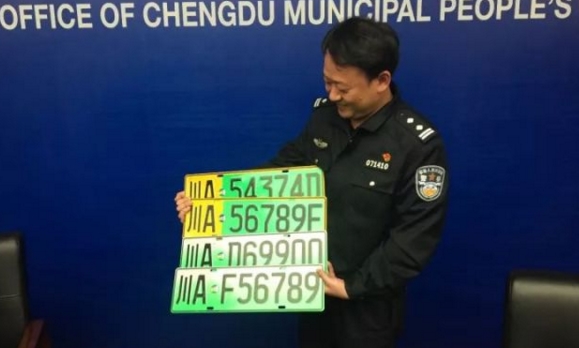 OFFICE OF CHENGDU MUNICIPAL PEOPLE'S
071410
川A 54374D
川A 56789F
川A D69900
川A F56789